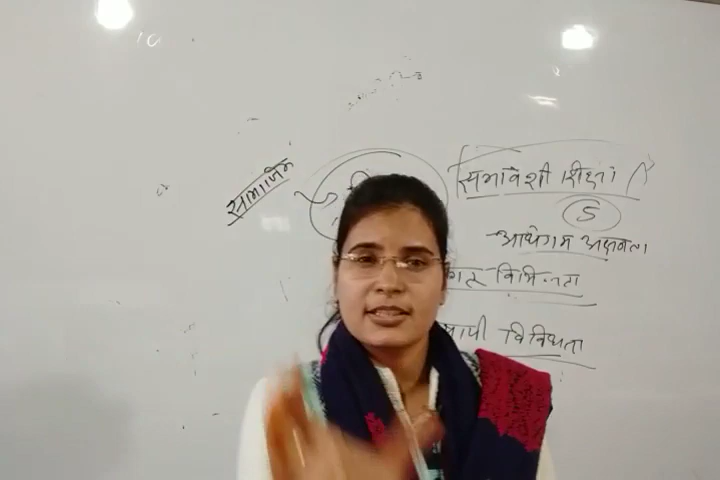 सामाजिक
समावेशी शिक्षा
5
अधिगम अक्षमता
विभिन्नता
विविधता